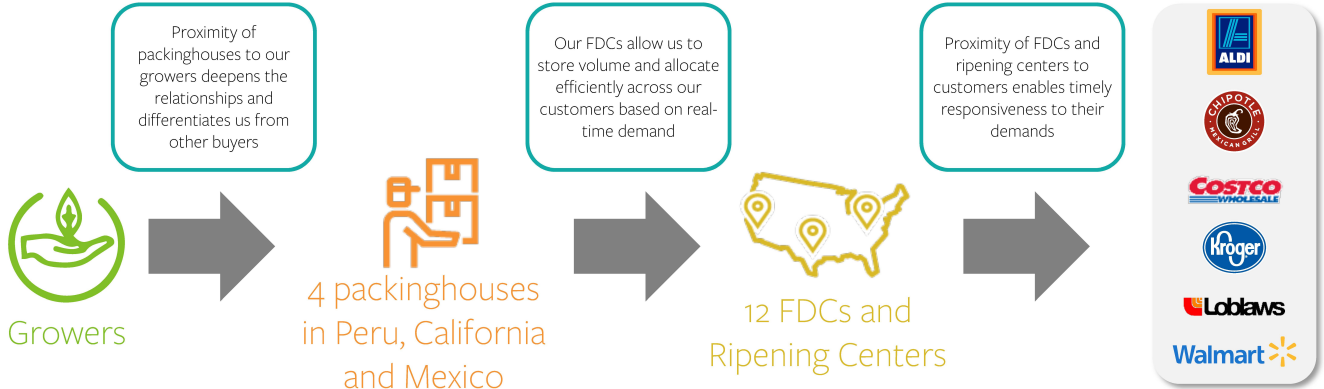 Proximity of
packinghouses to our
growers deepens the
relationships and
differentiates us from
other buyers
Our FDCs allow us to
store volume and allocate
efficiently across our
customers based on real-
time demand
Proximity of FDCs and
ripening centers to
customers enables timely
responsiveness to their
demands
Growers
4 packinghouses
in Peru, California
and Mexico
12 FDCs and
Ripening Centers
ALDI
CHIPOTLE
MEXICAN GRILL
COSTCO
WHOLESALE
Kroger
Loblaws
Walmart